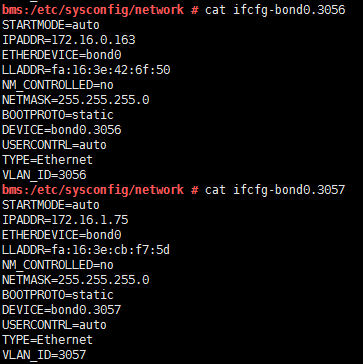 bms:/etc/sysconfig/network # cat ifcfg-bond0.3056
STARTMODE=auto
IPADDR=172.16.0.163
ETHERDEVICE=bond0
LLADDR=fa:16:3e:42:6f:50
NM_CONTROLLED=no
NETMASK=255.255.255.0
BOOTPROTO=static
DEVICE=bond0.3056
USERCONTRL=auto
TYPE=Ethernet
VLAN_ID=3056
bms:/etc/sysconfig/network # cat ifcfg-bond0.3057
STARTMODE=auto
IPADDR=172.16.1.75
ETHERDEVICE=bond0
LLADDR=fa:16:3e:cb:f7:5d
NM_CONTROLLED=no
NETMASK=255.255.255.0
BOOTPROTO=static
DEVICE=bond0.3057
USERCONTRL=auto
TYPE=Ethernet
VLAN_ID=3057